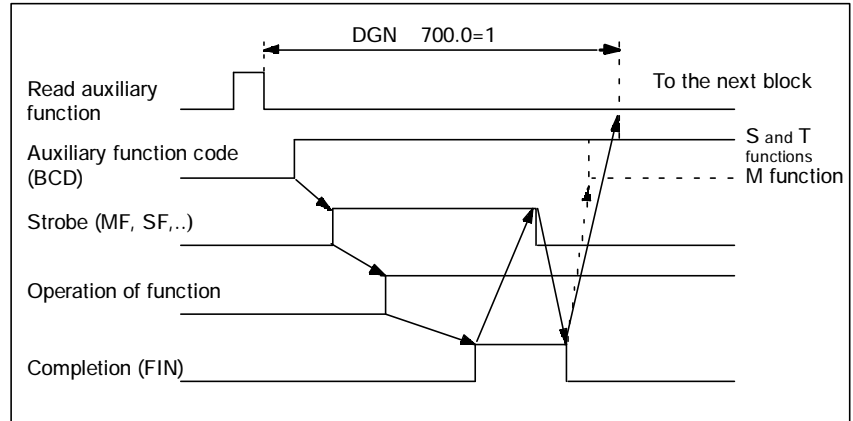 DGN 700.0=1
Read auxiliary
function
To the next block
Auxiliary function code
(BCD)
S and T
functions
M function
Strobe (MF, SF,..)
Operation of function
Completion (FIN)